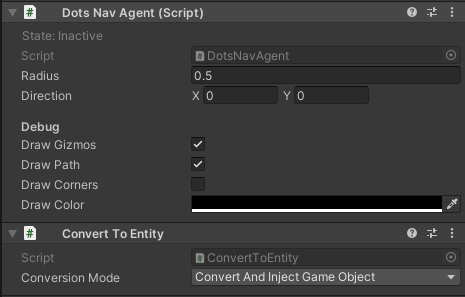 Dots Nav Agent (Script)
State: Inactive
Script DotsNavAgent
Radius 0.5
Direction X 0 Y 0
Debug
Draw Gizmos
Draw Path
Draw Corners
Draw Color
Convert To Entity
Script ConvertToEntity
Conversion Mode Convert And Inject Game Object